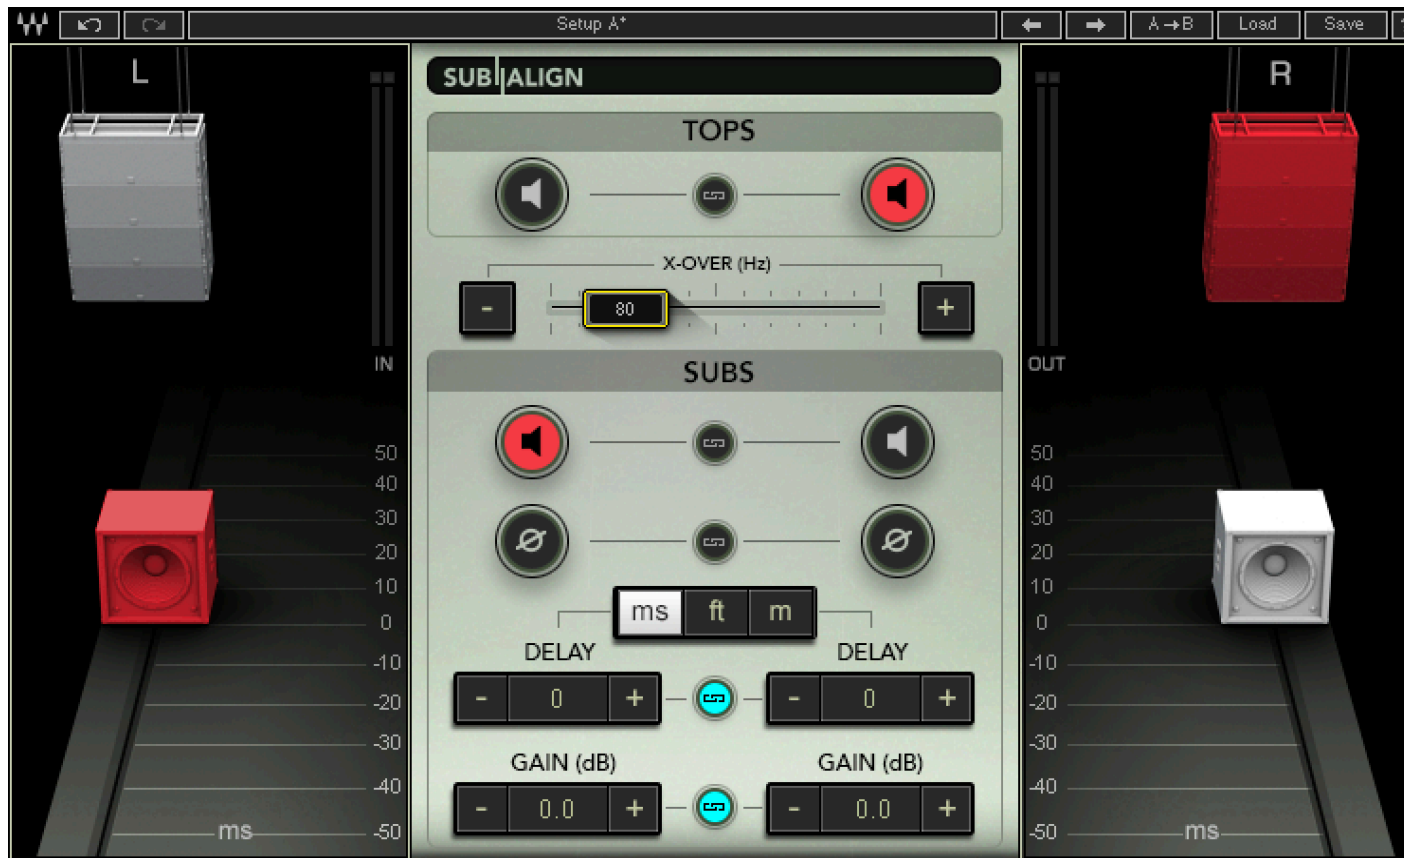 Setup A*
A→B
Load
Save
L
SUB ALIGN
R
TOPS
X-OVER (Hz)
- 80 +
IN
OUT
SUBS
50
40
30
20
10
0
-10
-20
-30
-40
-50
ms
ms ft m
DELAY DELAY
- 0 + - 0 +
GAIN (dB) GAIN (dB)
- 0.0 + - 0.0 +
50
40
30
20
10
0
-10
-20
-30
-40
-50
ms